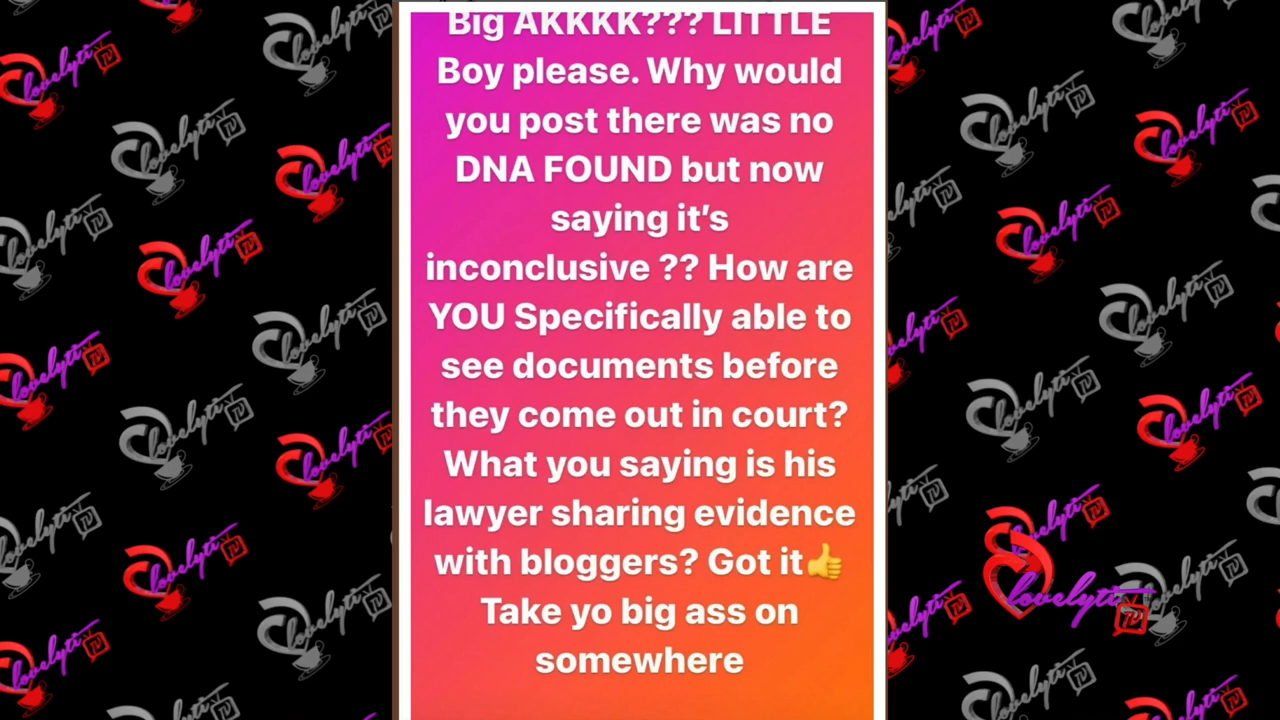 Big AKKKK??? LITTLE
Boy please. Why would
you post there was no
DNA FOUND but now
saying it’s
inconclusive ?? How are
YOU Specifically able to
see documents before
they come out in court?
What you saying is his
lawyer sharing evidence
with bloggers? Got it👍
Take yo big ass on
somewhere
lovelyti
TV